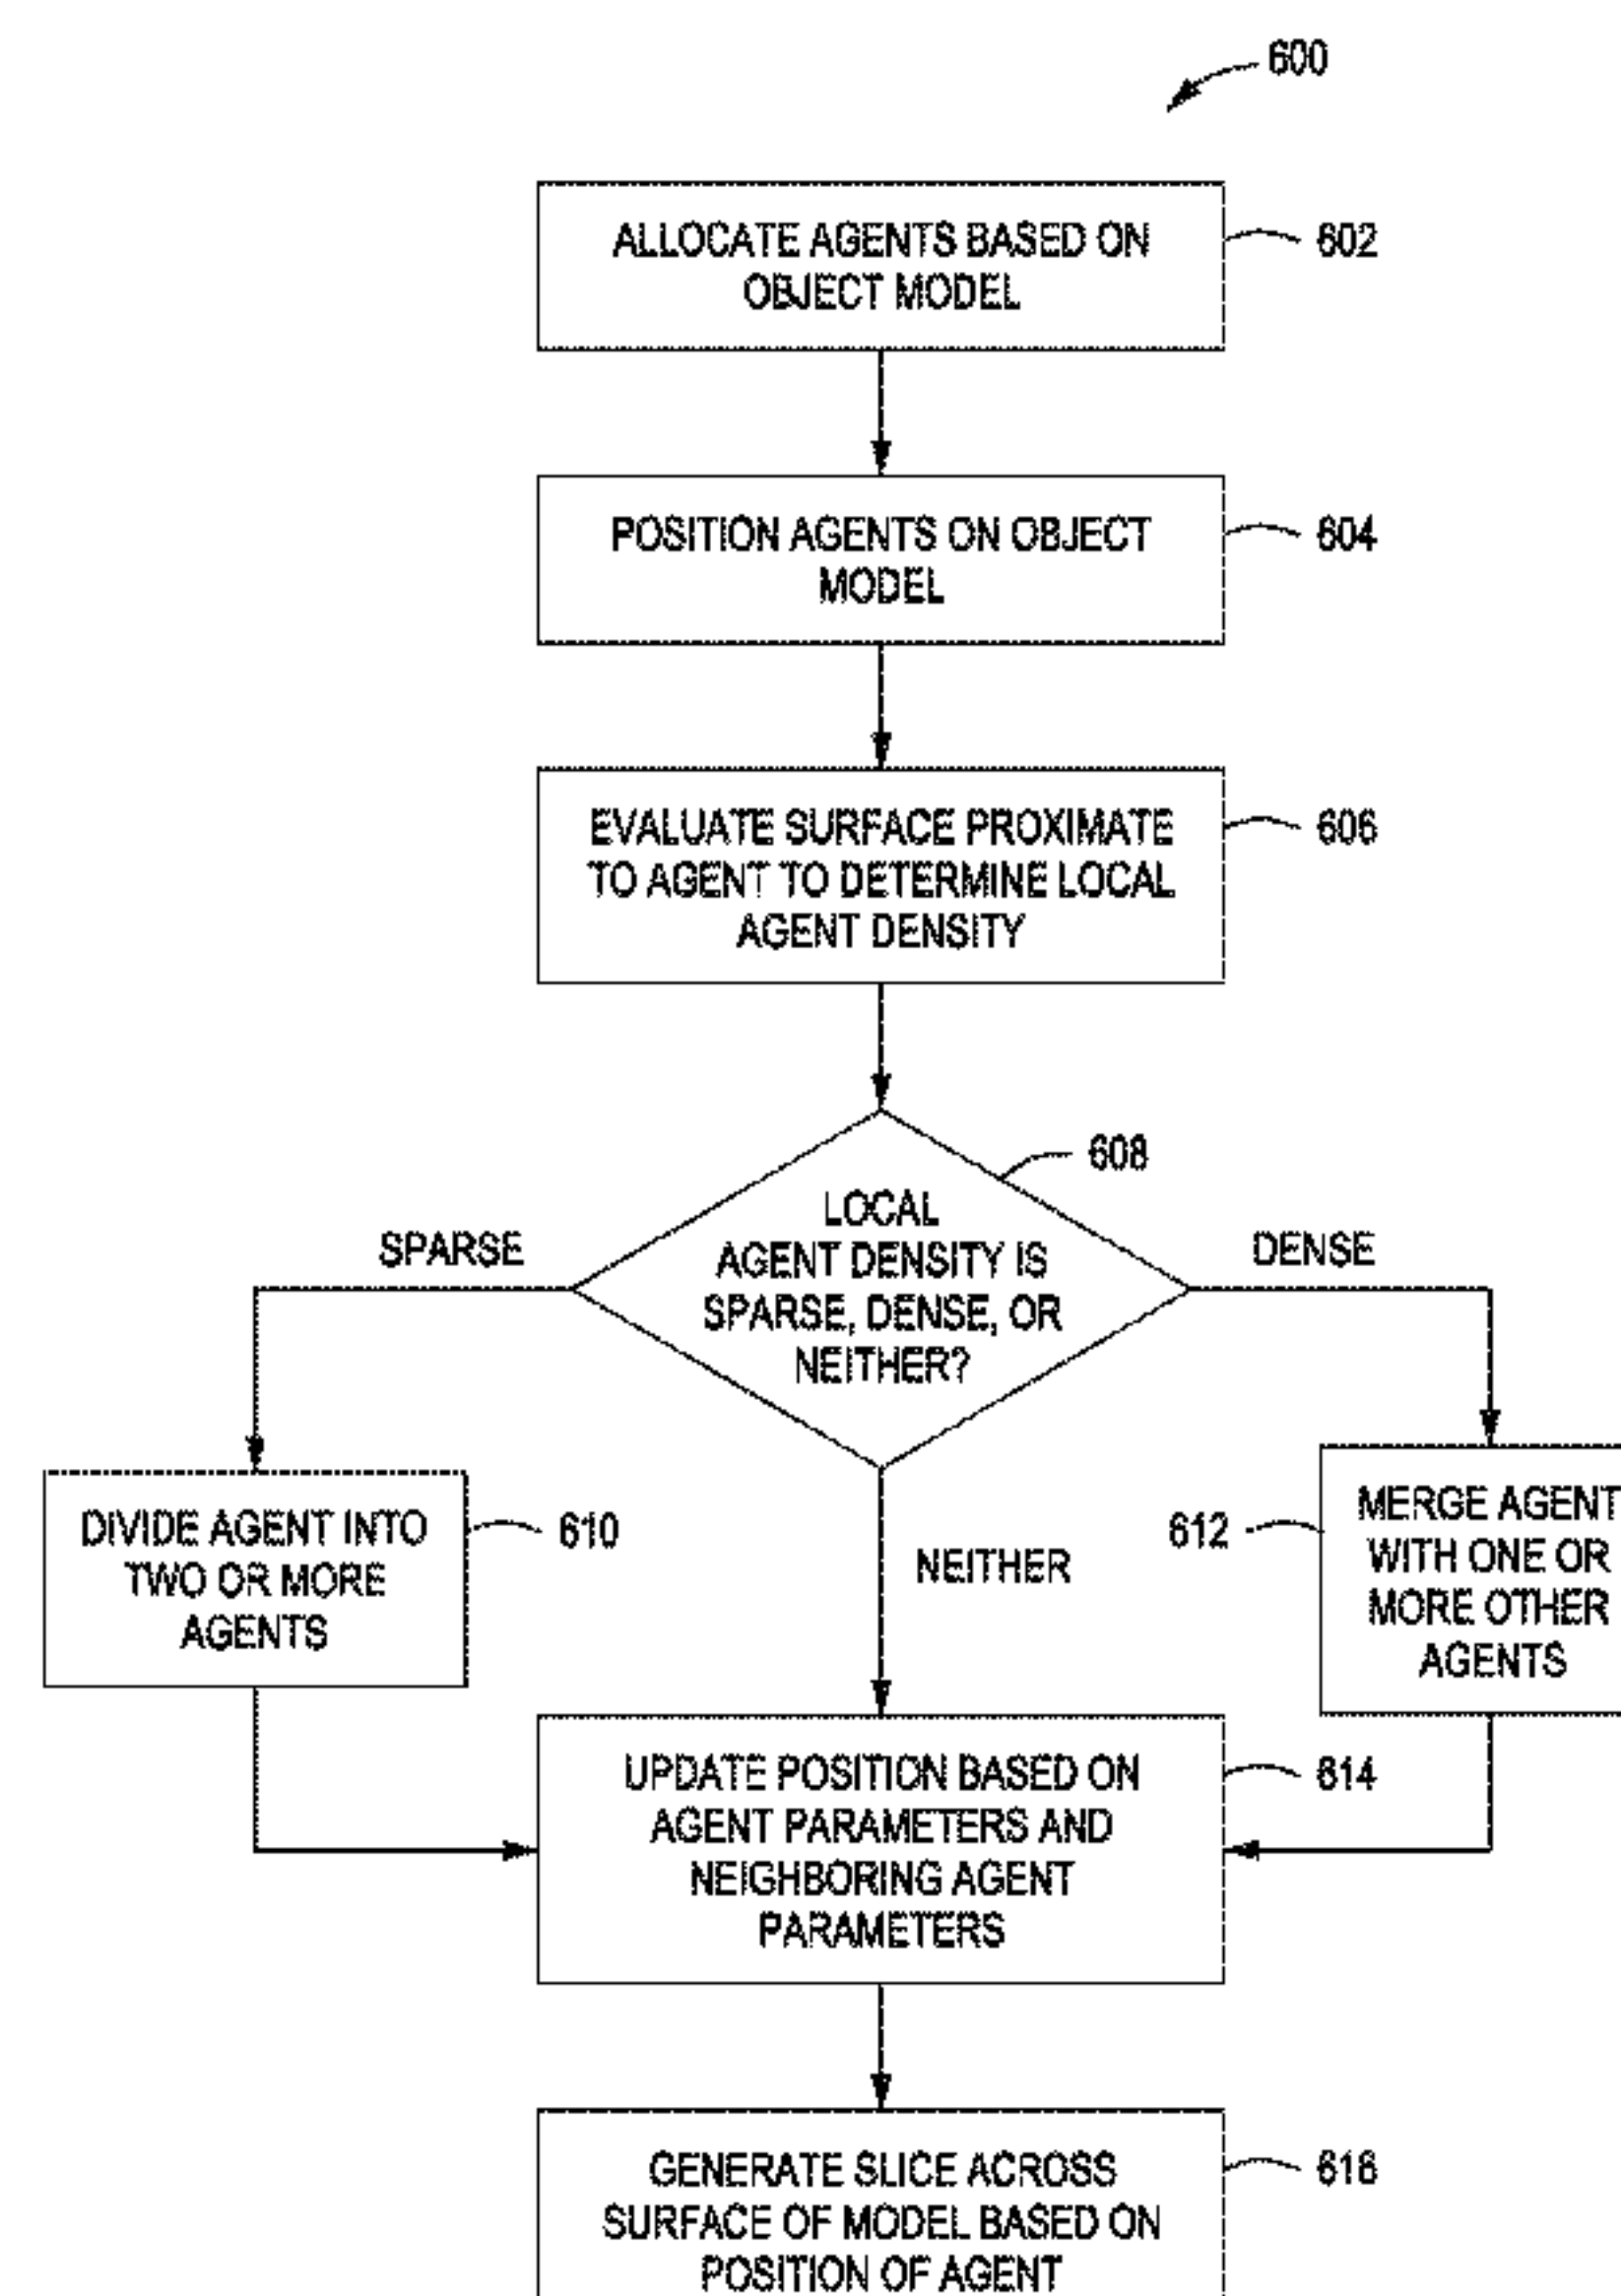 600
ALLOCATE AGENTS BASED ON
OBJECT MODEL
602
POSITION AGENTS ON OBJECT
MODEL
604
EVALUATE SURFACE PROXIMATE
TO AGENT TO DETERMINE LOCAL
AGENT DENSITY
606
608
LOCAL
AGENT DENSITY IS
SPARSE, DENSE, OR
NEITHER?
SPARSE
DENSE
DIVIDE AGENT INTO
TWO OR MORE
AGENTS
610
NEITHER
612
MERGE AGENT
WITH ONE OR
MORE OTHER
AGENTS
UPDATE POSITION BASED ON
AGENT PARAMETERS AND
NEIGHBORING AGENT
PARAMETERS
614
GENERATE SLICE ACROSS
SURFACE OF MODEL BASED ON
POSITION OF AGENT
616